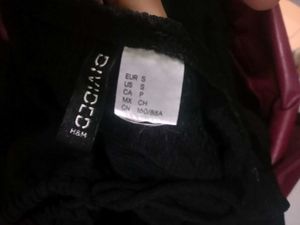 DIVIDED
H&M
EUR S
US S
CA P
MX CH
CN 160/88A